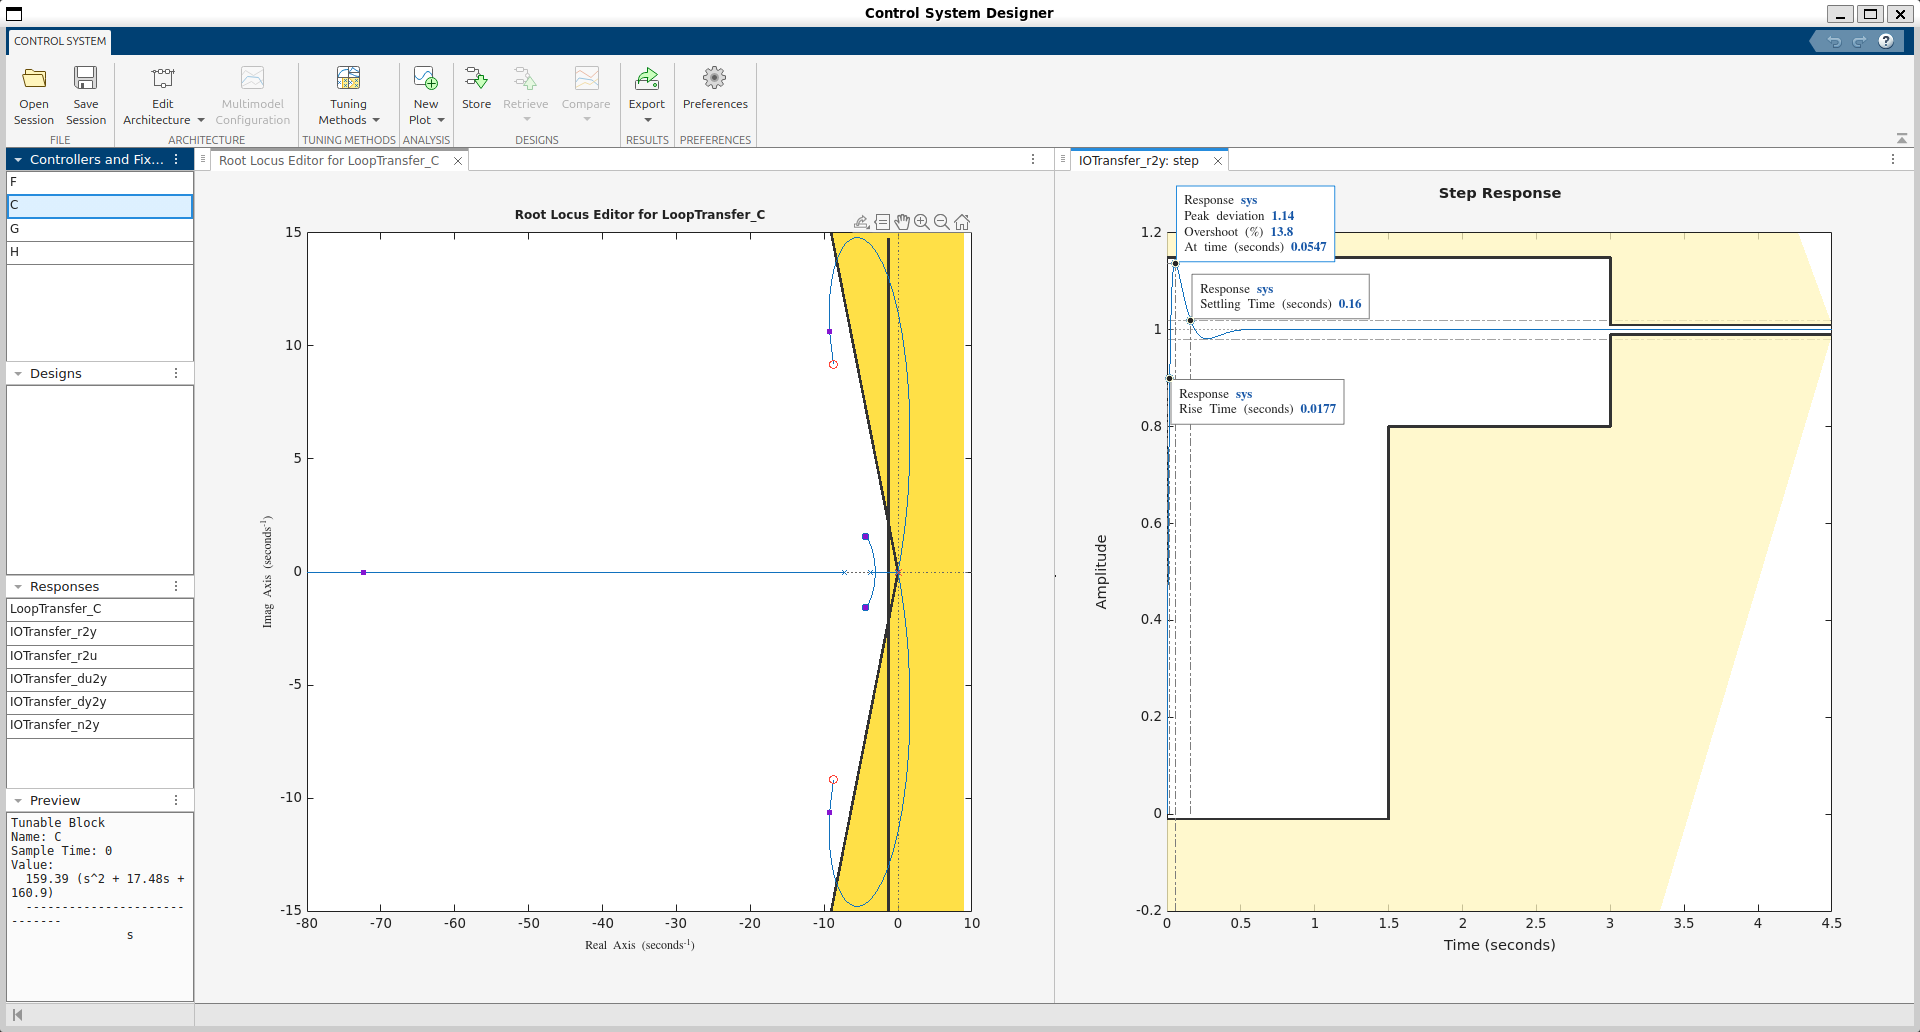 Control System Designer
CONTROL SYSTEM
?
Open Session
Save Session
Edit Architecture
Multimodel Configuration
Tuning Methods
New Plot
Store
Retrieve
Compare
Export
Preferences
FILE
ARCHITECTURE
TUNING METHODS
ANALYSIS
DESIGNS
RESULTS
PREFERENCES
Controllers and Fix...
F
C
G
H
Designs
Responses
LoopTransfer_C
IOTransfer_r2y
IOTransfer_r2u
IOTransfer_du2y
IOTransfer_dy2y
IOTransfer_n2y
Preview
Tunable Block
Name: C
Sample Time: 0
Value:
159.39 (s^2 + 17.48s +
160.9)
--------------------------
-------
s
Root Locus Editor for LoopTransfer_C
Root Locus Editor for LoopTransfer_C
15
10
5
0
-5
-10
-15
Imag Axis (seconds-1)
-80 -70 -60 -50 -40 -30 -20 -10 0 10
Real Axis (seconds-1)
IOTransfer_r2y: step
Step Response
Response sys
Peak deviation 1.14
Overshoot (%) 13.8
At time (seconds) 0.0547
Response sys
Settling Time (seconds) 0.16
Response sys
Rise Time (seconds) 0.0177
1.2
1
0.8
0.6
0.4
0.2
0
-0.2
Amplitude
0 0.5 1 1.5 2 2.5 3 3.5 4 4.5
Time (seconds)